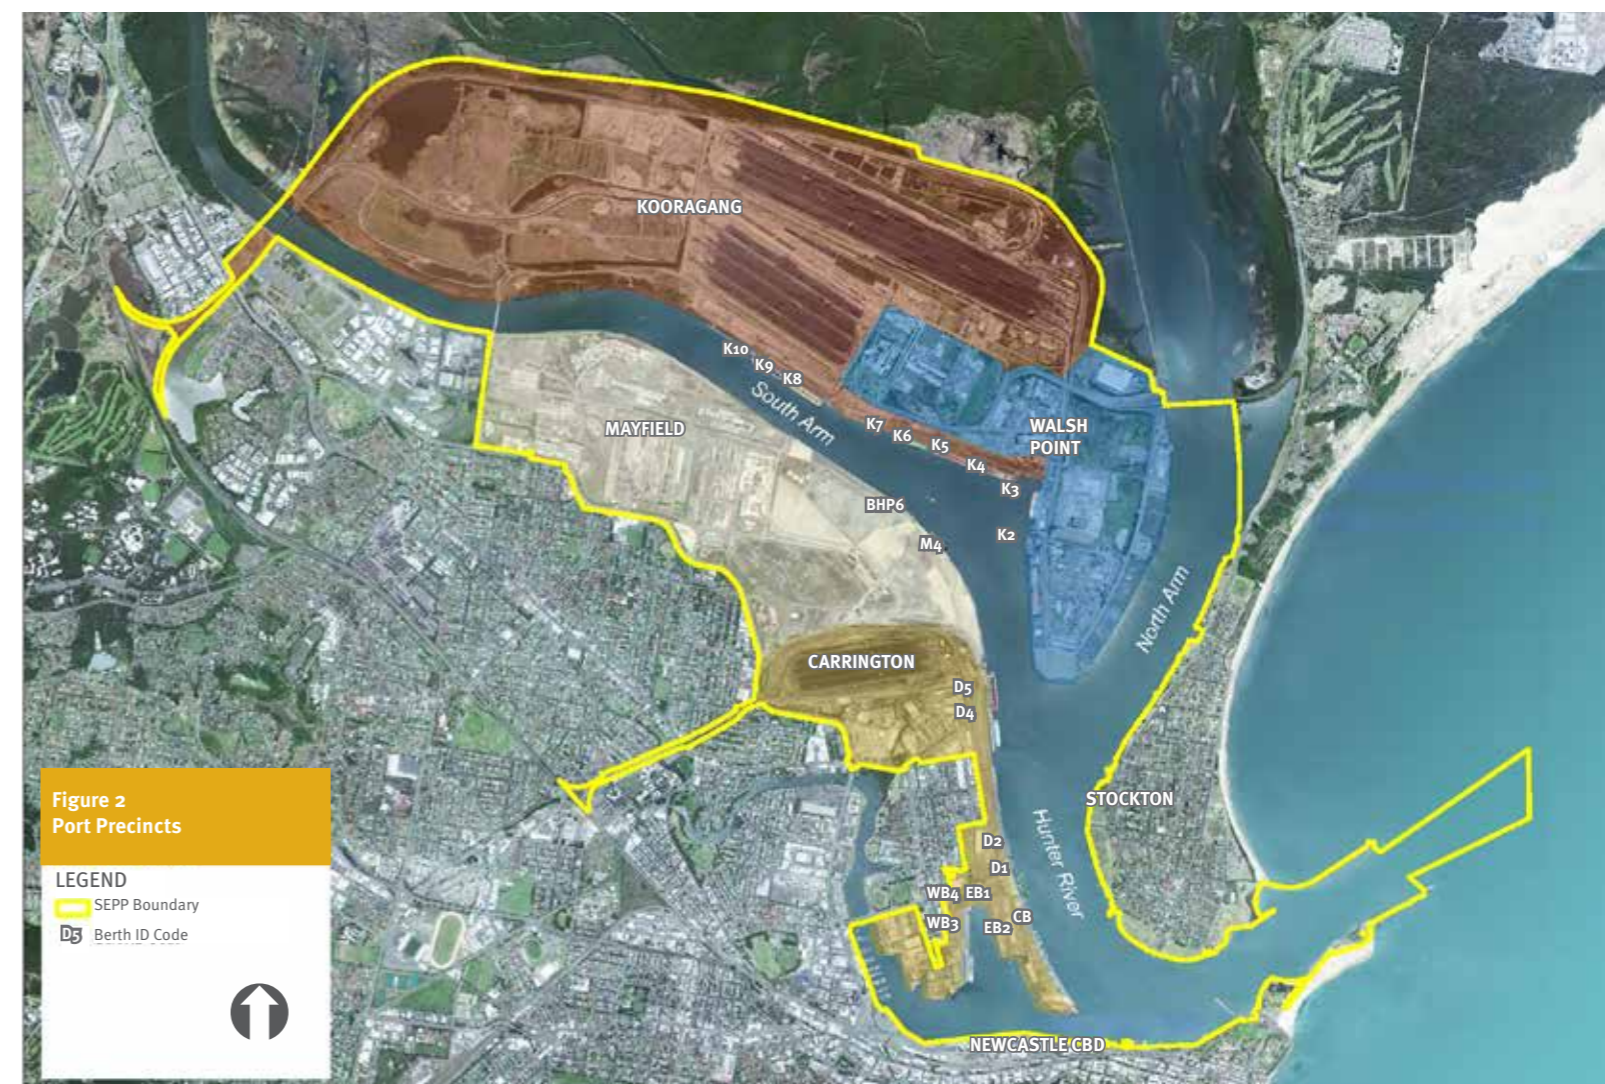 KOORAGANG
K10
K9
K8
South Arm
MAYFIELD
K7
K6
K5
K4
K3
WALSH
POINT
BHP6
M4
K2
North Arm
CARRINGTON
D5
D4
STOCKTON
Hunter River
D2
D1
WB4
EB1
WB3
EB2
CB
NEWCASTLE CBD
Figure 2
Port Precincts
LEGEND
SEPP Boundary
D5
Berth ID Code